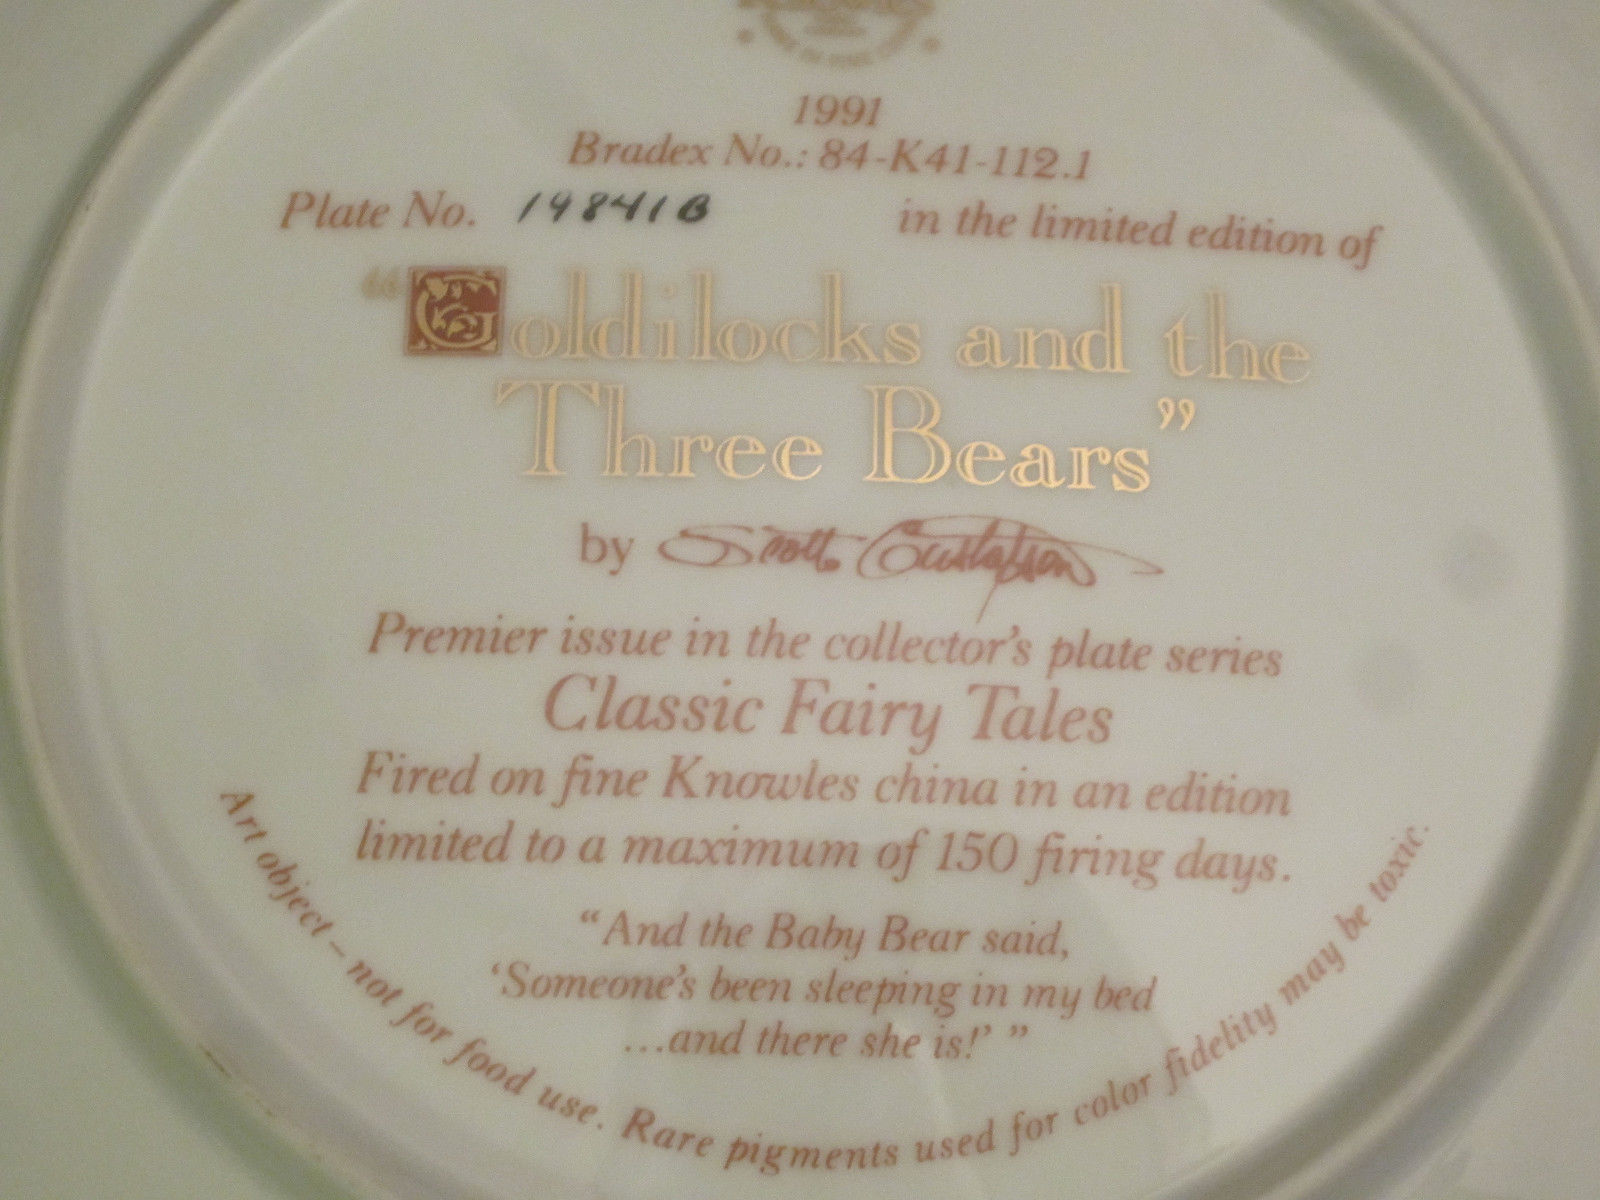 1991
Bradex No.: 84-K41-112.1
Plate No. 19841B in the limited edition of
"Goldilocks and the
Three Bears"
by Scott Gustafson
Premier issue in the collector's plate series
Classic Fairy Tales
Fired on fine Knowles china in an edition
limited to a maximum of 150 firing days.
"And the Baby Bear said,
'Someone's been sleeping in my bed
...and there she is!' "
Art object – not for food use. Rare pigments used for color fidelity may be toxic.